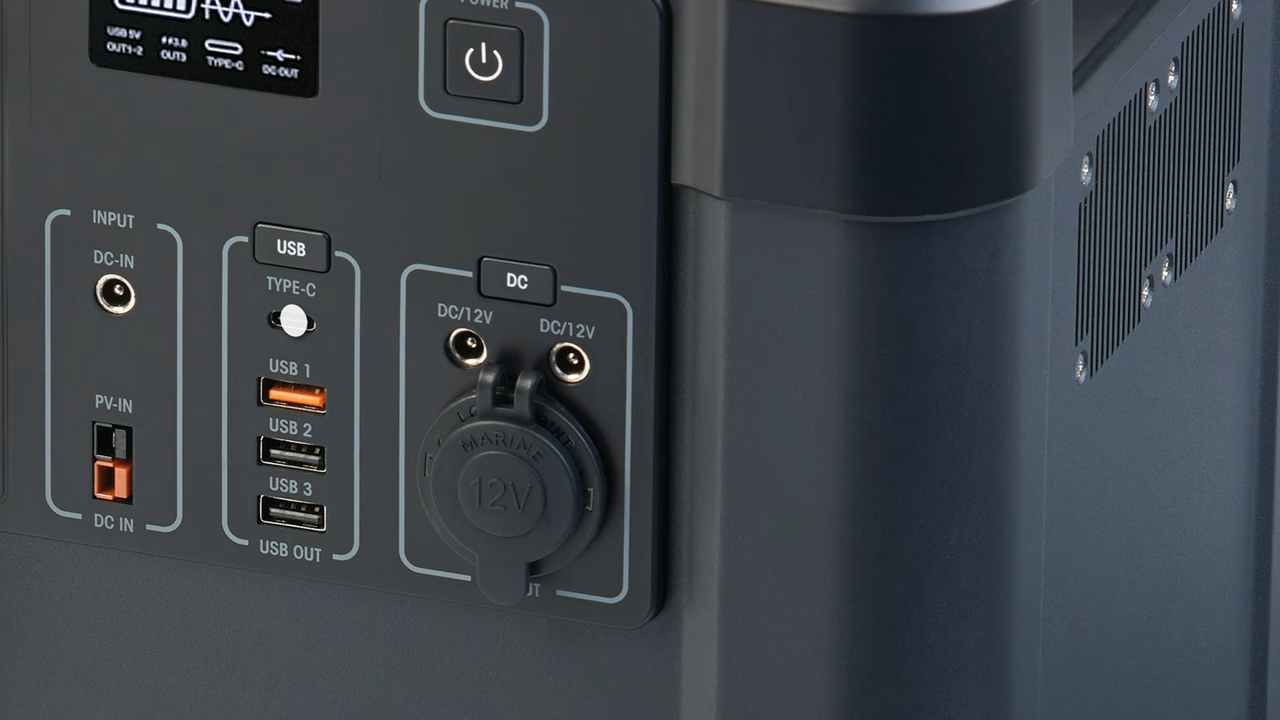 USB 5V
OUT1~2
OUT3
TYPE-C
DC OUT
POWER
INPUT
DC-IN
PV-IN
DC IN
USB
TYPE-C
USB 1
USB 2
USB 3
USB OUT
DC
DC/12V
DC/12V
MARINE
12V